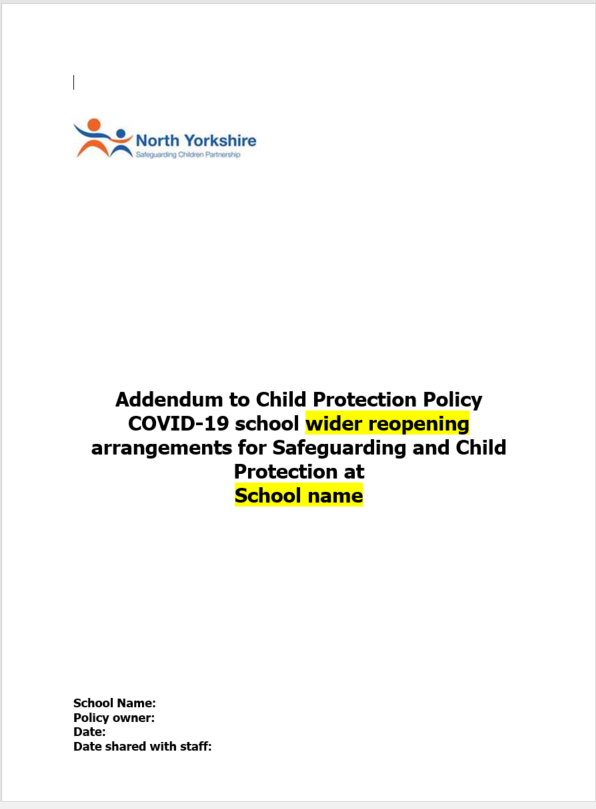 North Yorkshire
Safeguarding Children Partnership
Addendum to Child Protection Policy
COVID-19 school wider reopening
arrangements for Safeguarding and Child
Protection at
School name
School Name:
Policy owner:
Date:
Date shared with staff: